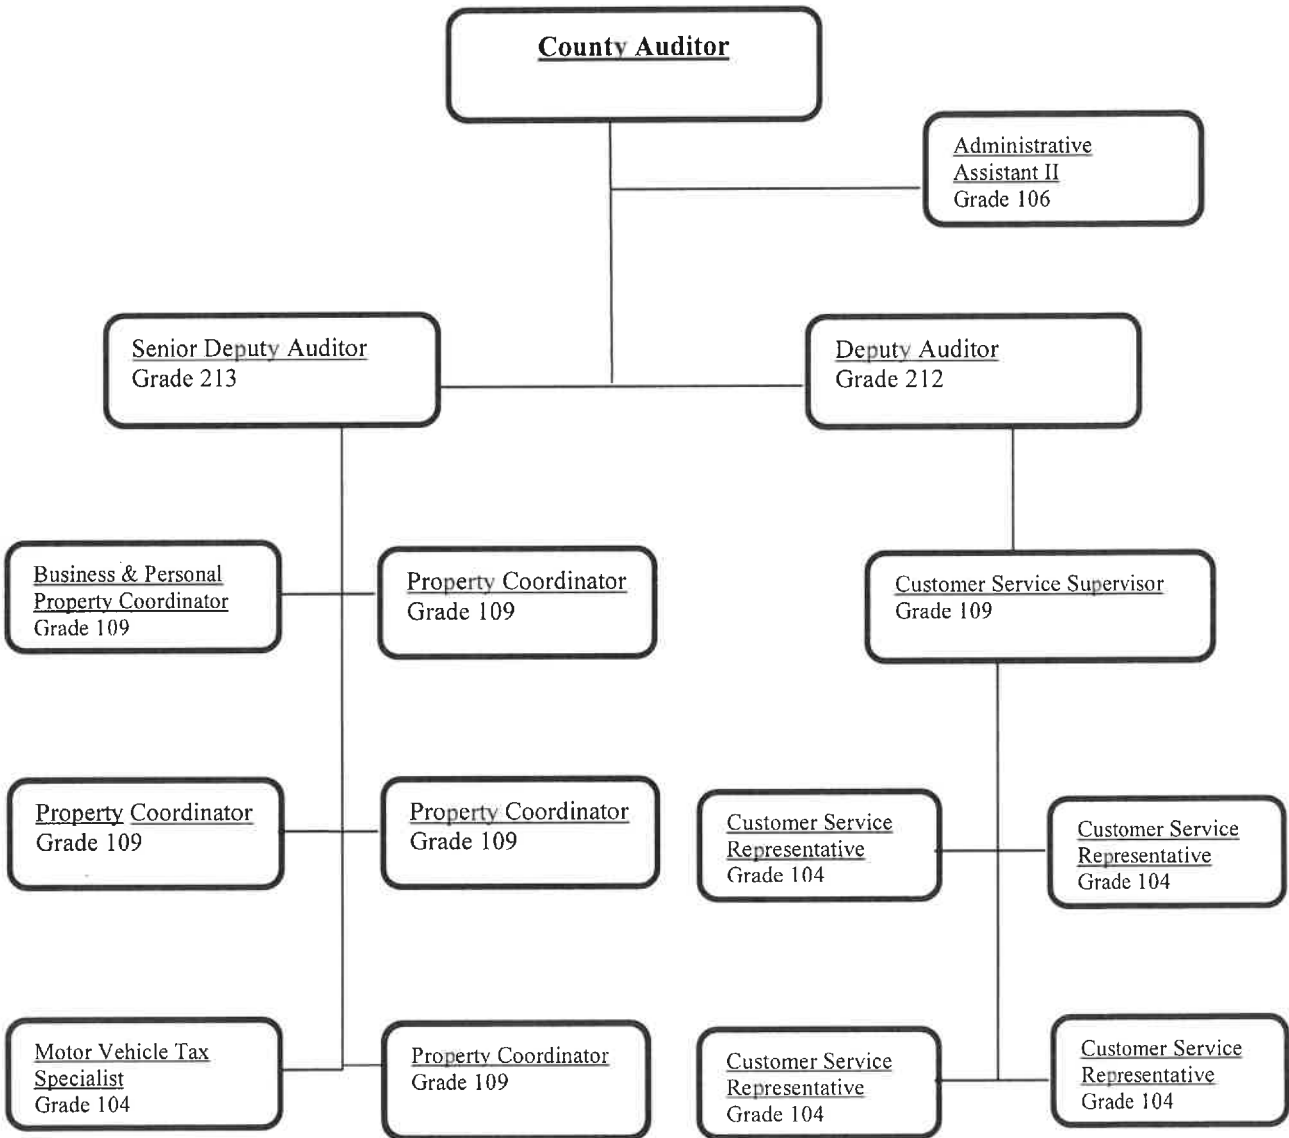 County Auditor
Administrative
Assistant II
Grade 106
Senior Deputy Auditor
Grade 213
Deputy Auditor
Grade 212
Business & Personal
Property Coordinator
Grade 109
Property Coordinator
Grade 109
Customer Service Supervisor
Grade 109
Property Coordinator
Grade 109
Property Coordinator
Grade 109
Customer Service
Representative
Grade 104
Customer Service
Representative
Grade 104
Motor Vehicle Tax
Specialist
Grade 104
Property Coordinator
Grade 109
Customer Service
Representative
Grade 104
Customer Service
Representative
Grade 104